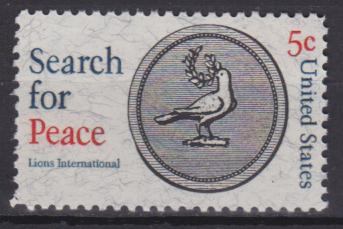 Search
for
Peace
Lions International
5c
United States